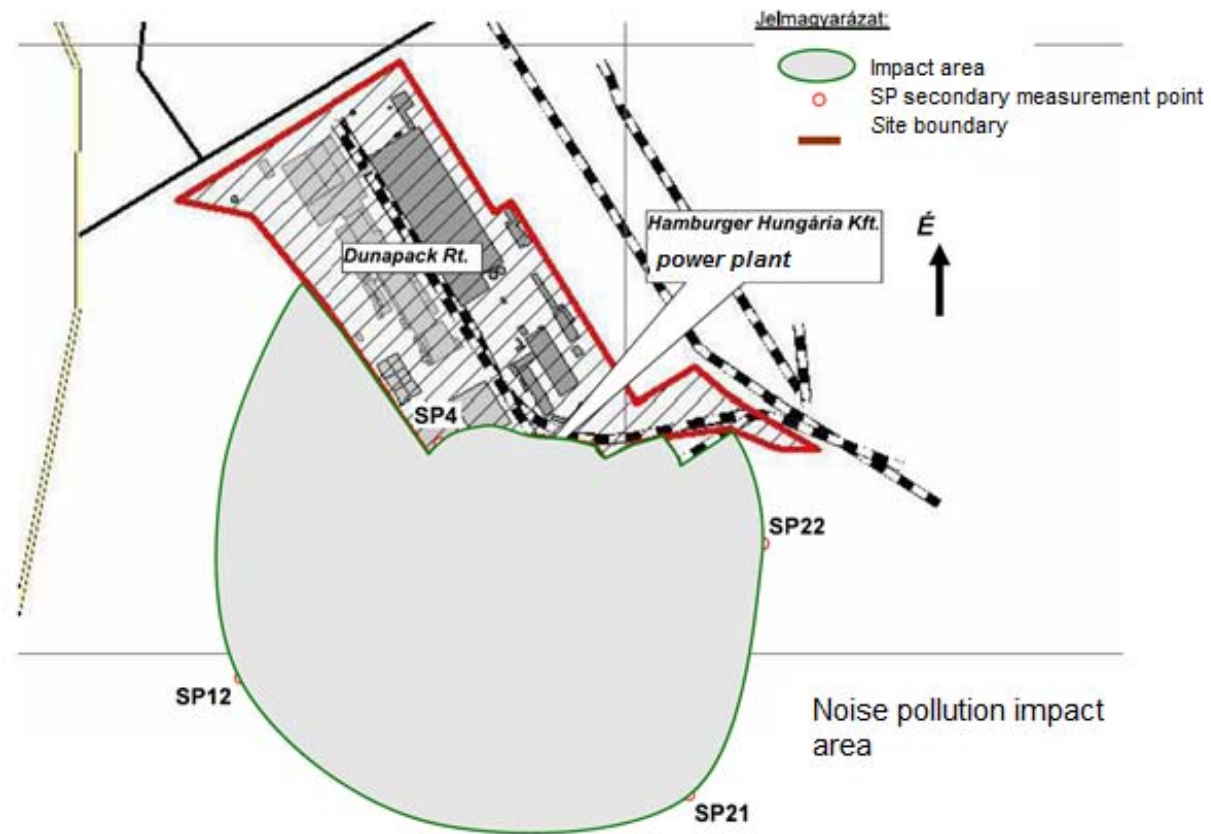 Jelmagyarázat:
Impact area
SP secondary measurement point
Site boundary
Hamburger Hungária Kft.
power plant
É
Dunapack Rt.
SP4
SP22
SP12
Noise pollution impact
area
SP21